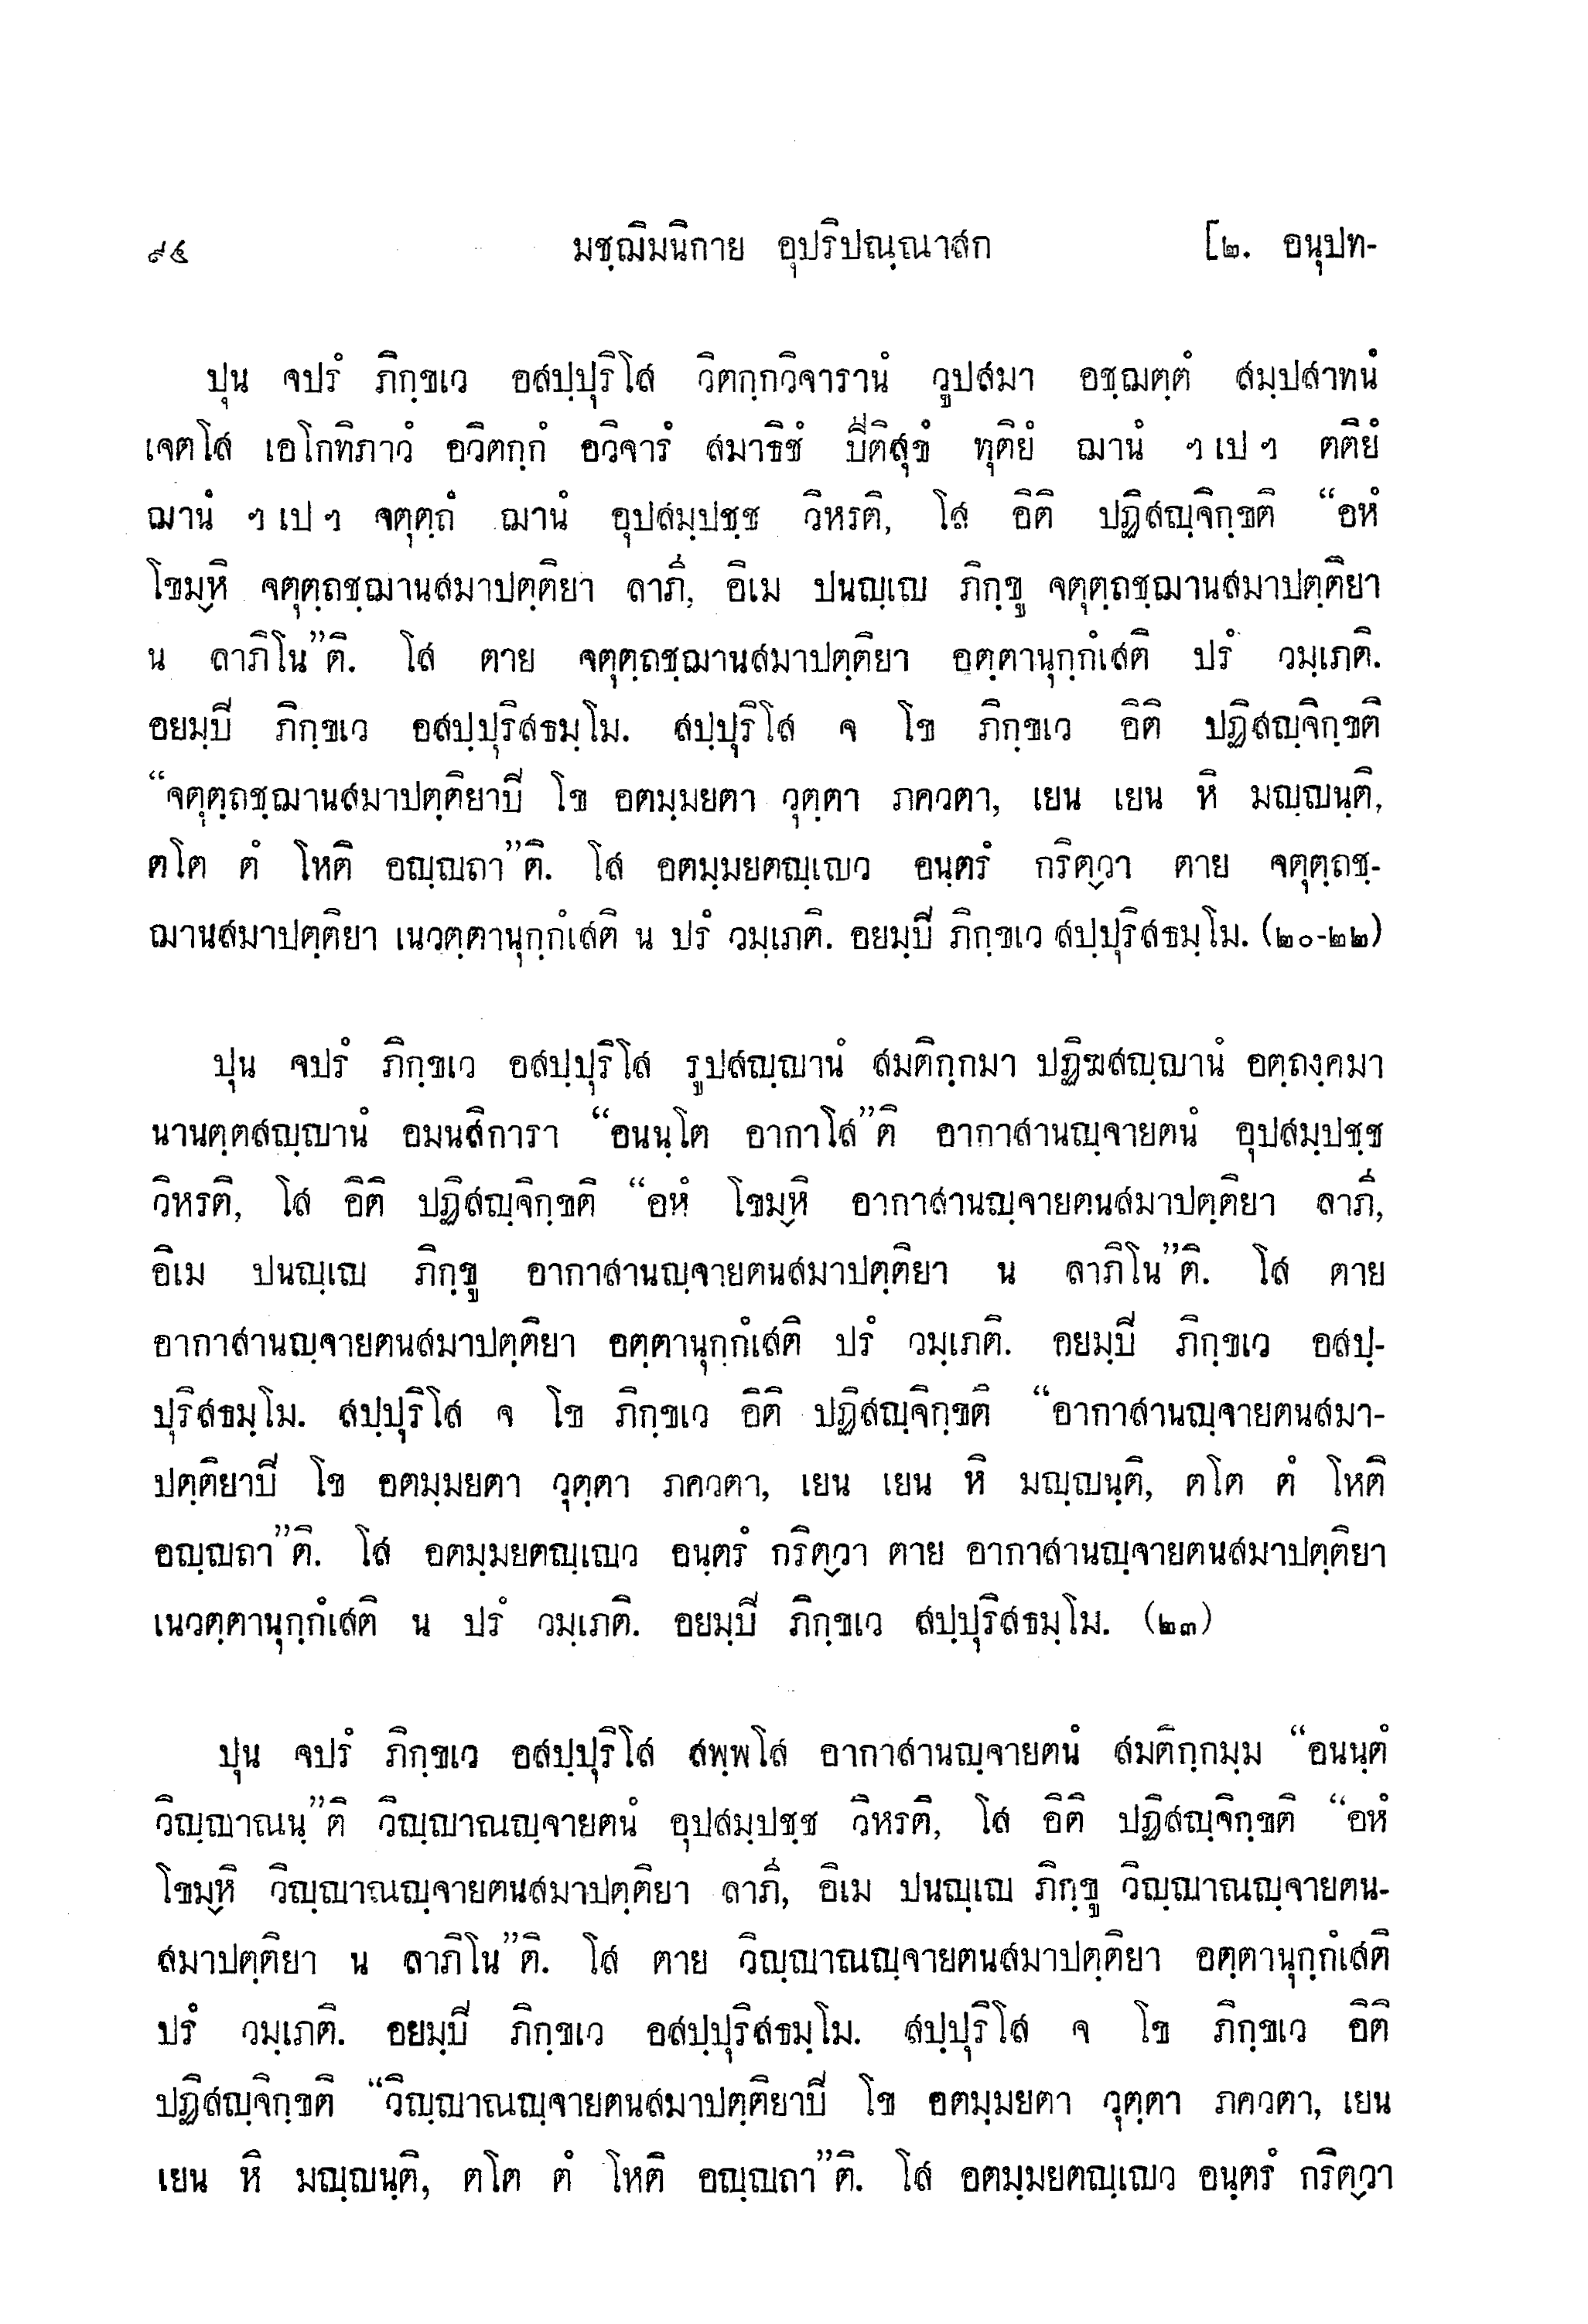 ๙๕ มชฺฌิมนิกาย อุปริปณฺณาสก [๒. อนุปท-
ปุน จปรํ ภิกฺขเว อสปฺปุริโส วิตกฺกวิจารานํ วูปสมา อชฺฌตฺตํ สมฺปสาทนํ
เจตโส เอโกทิภาวํ อวิตกฺกํ อวิจารํ สมาธิชํ ปีติสุขํ ทุติยํ ฌานํ ฯ เป ฯ ตติยํ
ฌานํ ฯ เป ฯ จตุตฺถํ ฌานํ อุปสมฺปชฺช วิหรติ, โส อิติ ปฏิสญฺจิกฺขติ “อหํ
โขมฺหิ จตุตฺถชฺฌานสมาปตฺติยา ลาภี, อิเม ปนญฺเญ ภิกฺขู จตุตฺถชฺฌานสมาปตฺติยา
น ลาภิโน”ติ. โส ตาย จตุตฺถชฺฌานสมาปตฺติยา อตฺตานุกฺกํเสติ ปรํ วมฺเภติ.
อยมฺปี ภิกฺขเว อสปฺปุริสธมฺโม. สปฺปุริโส จ โข ภิกฺขเว อิติ ปฏิสญฺจิกฺขติ
“จตุตฺถชฺฌานสมาปตฺติยาปี โข อตมฺมยตา วุตฺตา ภควตา, เยน เยน หิ มญฺญนฺติ,
ตโต ตํ โหติ อญฺญถา”ติ. โส อตมฺมยตญฺเญว อนฺตรํ กริตฺวา ตาย จตุตฺถชฺ-
ฌานสมาปตฺติยา เนวตฺตานุกฺกํเสติ น ปรํ วมฺเภติ. อยมฺปี ภิกฺขเว สปฺปุริสธมฺโม. (๒๐-๒๒)
ปุน จปรํ ภิกฺขเว อสปฺปุริโส รูปสญฺญานํ สมติกฺกมา ปฏิฆสญฺญานํ อตฺถงฺคมา
นานตฺตสญฺญานํ อมนสิการา “อนนฺโต อากาโส”ติ อากาสานญฺจายตนํ อุปสมฺปชฺช
วิหรติ, โส อิติ ปฏิสญฺจิกฺขติ “อหํ โขมฺหิ อากาสานญฺจายตนสมาปตฺติยา ลาภี,
อิเม ปนญฺเญ ภิกฺขู อากาสานญฺจายตนสมาปตฺติยา น ลาภิโน”ติ. โส ตาย
อากาสานญฺจายตนสมาปตฺติยา อตฺตานุกฺกํเสติ ปรํ วมฺเภติ. อยมฺปี ภิกฺขเว อสปฺ-
ปุริสธมฺโม. สปฺปุริโส จ โข ภิกฺขเว อิติ ปฏิสญฺจิกฺขติ “อากาสานญฺจายตนสมา-
ปตฺติยาปี โข อตมฺมยตา วุตฺตา ภควตา, เยน เยน หิ มญฺญนฺติ, ตโต ตํ โหติ
อญฺญถา”ติ. โส อตมฺมยตญฺเญว อนฺตรํ กริตฺวา ตาย อากาสานญฺจายตนสมาปตฺติยา
เนวตฺตานุกฺกํเสติ น ปรํ วมฺเภติ. อยมฺปี ภิกฺขเว สปฺปุริสธมฺโม. (๒๓)
ปุน จปรํ ภิกฺขเว อสปฺปุริโส สพฺพโส อากาสานญฺจายตนํ สมติกฺกมฺม “อนนฺตํ
วิญฺญาณนฺ”ติ วิญฺญาณญฺจายตนํ อุปสมฺปชฺช วิหรติ, โส อิติ ปฏิสญฺจิกฺขติ “อหํ
โขมฺหิ วิญฺญาณญฺจายตนสมาปตฺติยา ลาภี, อิเม ปนญฺเญ ภิกฺขู วิญฺญาณญฺจายตน-
สมาปตฺติยา น ลาภิโน”ติ. โส ตาย วิญฺญาณญฺจายตนสมาปตฺติยา อตฺตานุกฺกํเสติ
ปรํ วมฺเภติ. อยมฺปี ภิกฺขเว อสปฺปุริสธมฺโม. สปฺปุริโส จ โข ภิกฺขเว อิติ
ปฏิสญฺจิกฺขติ “วิญฺญาณญฺจายตนสมาปตฺติยาปี โข อตมฺมยตา วุตฺตา ภควตา, เยน
เยน หิ มญฺญนฺติ, ตโต ตํ โหติ อญฺญถา”ติ. โส อตมฺมยตญฺเญว อนฺตรํ กริตฺวา